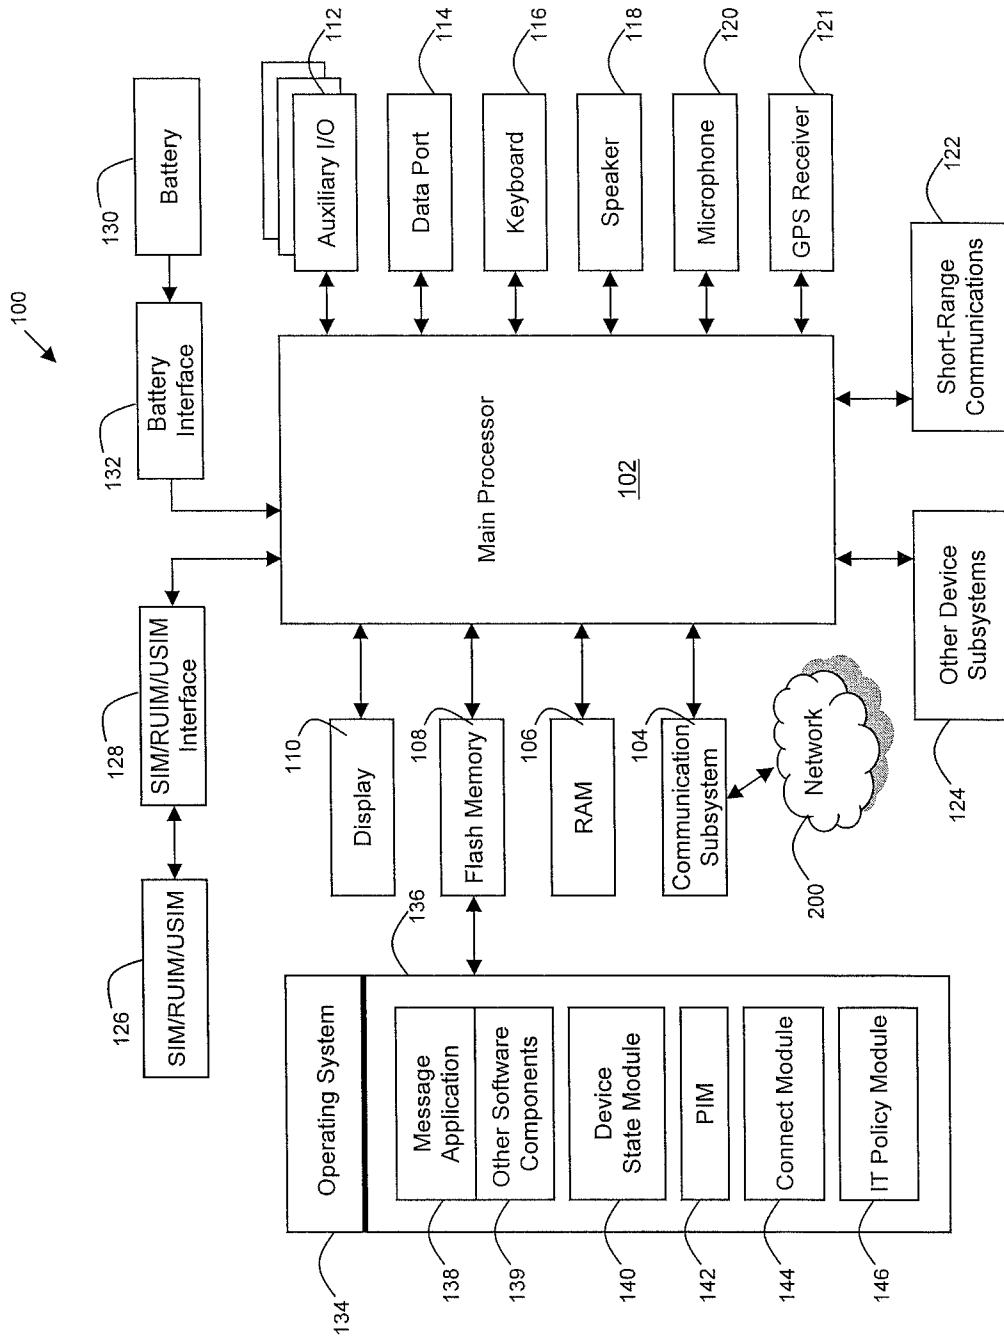 100
126
SIM/RUIM/USIM
128
SIM/RUIM/USIM
Interface
132
Battery
Interface
130
Battery
134
Operating System
136
138
Message
Application
139
Other Software
Components
140
Device
State Module
142
PIM
144
Connect Module
146
IT Policy Module
110
Display
108
Flash Memory
106
RAM
104
Communication
Subsystem
200
Network
Main Processor
102
112
Auxiliary I/O
114
Data Port
116
Keyboard
118
Speaker
120
Microphone
121
GPS Receiver
124
Other Device
Subsystems
122
Short-Range
Communications